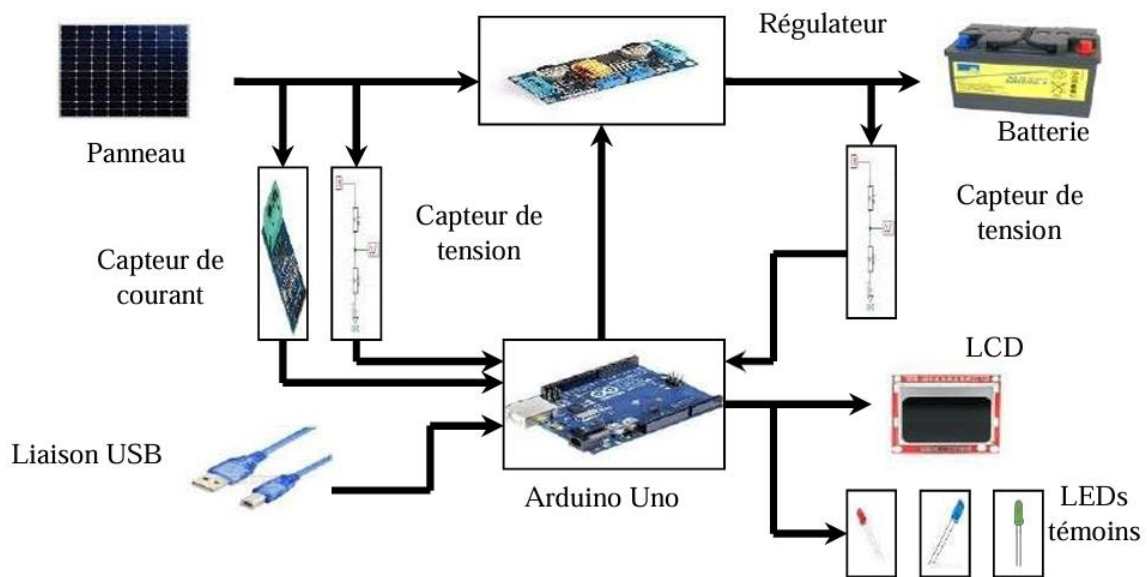 Régulateur
Panneau
Batterie
Capteur de
tension
Capteur de
tension
Capteur de
courant
LCD
Liaison USB
Arduino Uno
LEDs
témoins